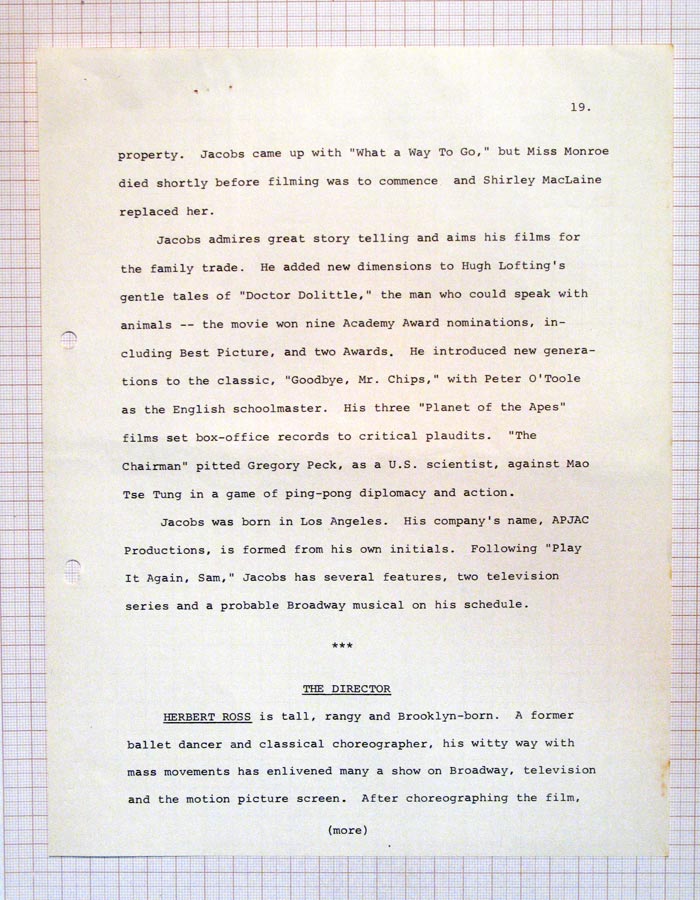 19.
property.  Jacobs came up with "What a Way To Go," but Miss Monroe
died shortly before filming was to commence  and Shirley MacLaine
replaced her.
Jacobs admires great story telling and aims his films for
the family trade.  He added new dimensions to Hugh Lofting's
gentle tales of "Doctor Dolittle," the man who could speak with
animals -- the movie won nine Academy Award nominations, in-
cluding Best Picture, and two Awards.  He introduced new genera-
tions to the classic, "Goodbye, Mr. Chips," with Peter O'Toole
as the English schoolmaster.  His three "Planet of the Apes"
films set box-office records to critical plaudits.  "The
Chairman" pitted Gregory Peck, as a U.S. scientist, against Mao
Tse Tung in a game of ping-pong diplomacy and action.
Jacobs was born in Los Angeles.  His company's name, APJAC
Productions, is formed from his own initials.  Following "Play
It Again, Sam," Jacobs has several features, two television
series and a probable Broadway musical on his schedule.
***
THE DIRECTOR
HERBERT ROSS is tall, rangy and Brooklyn-born.  A former
ballet dancer and classical choreographer, his witty way with
mass movements has enlivened many a show on Broadway, television
and the motion picture screen.  After choreographing the film,
(more)